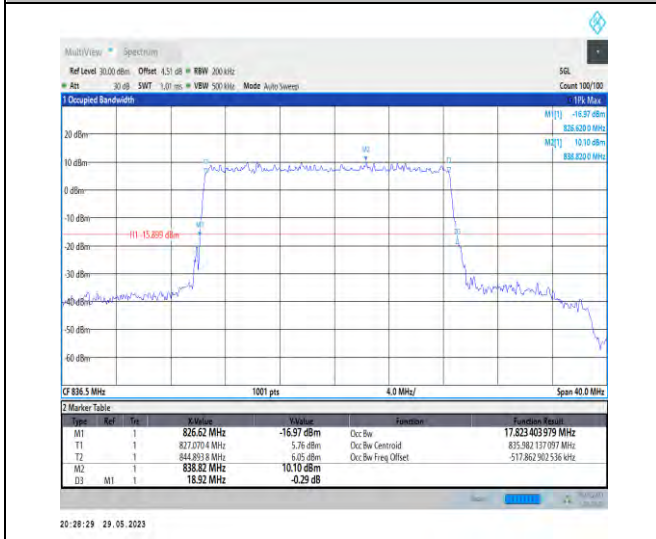 MultiView Spectrum
Ref Level 30.00 dBm Offset 4.51 dB RBW 200 kHz SGL
Att 30 dB SWT 1.01 ms VBW 500 kHz Mode Auto Sweep Count 100/100
1 Occupied Bandwidth 1Pk Max
M1[1] -16.97 dBm
826.620 0 MHz
M2[1] 10.10 dBm
838.820 0 MHz
20 dBm
M2
10 dBm
T1
0 dBm
-10 dBm
M1
H1 -15.899 dBm
-20 dBm
-30 dBm
-40 dBm
-50 dBm
-60 dBm
CF 836.5 MHz 1001 pts 4.0 MHz/ Span 40.0 MHz
2 Marker Table
Type Ref Trc X-Value Y-Value Function Function Result
M1 1 826.62 MHz -16.97 dBm Occ Bw 17.823 403 979 MHz
T1 1 827.070 4 MHz 5.76 dBm Occ Bw Centroid 835.982 137 097 MHz
T2 1 844.893 8 MHz 6.05 dBm Occ Bw Freq Offset -517.862 902 536 kHz
M2 1 838.82 MHz 10.10 dBm
D3 M1 1 18.92 MHz -0.29 dB
20:28:29 29.05.2023